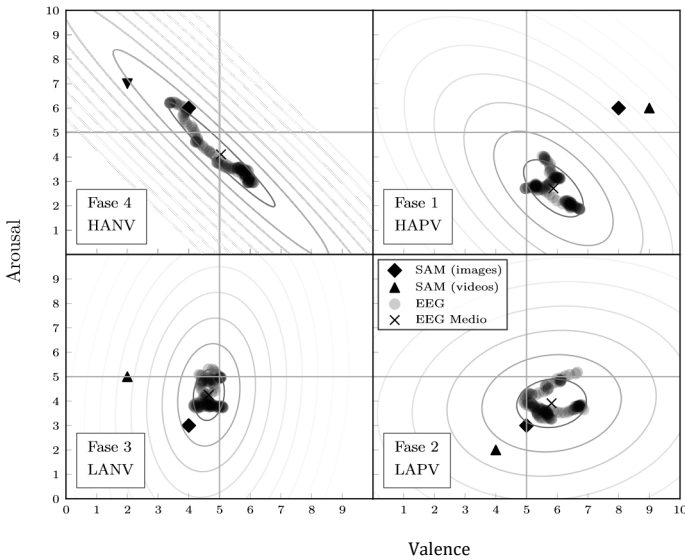 10
9
8
7
6
5
4
3
2
1
Fase 4
HANV
Fase 1
HAPV
Arousal
9
8
7
6
5
4
3
2
1
0
Fase 3
LANV
SAM (images)
SAM (videos)
EEG
EEG Medio
Fase 2
LAPV
0 1 2 3 4 5 6 7 8 9
1 2 3 4 5 6 7 8 9 10
Valence